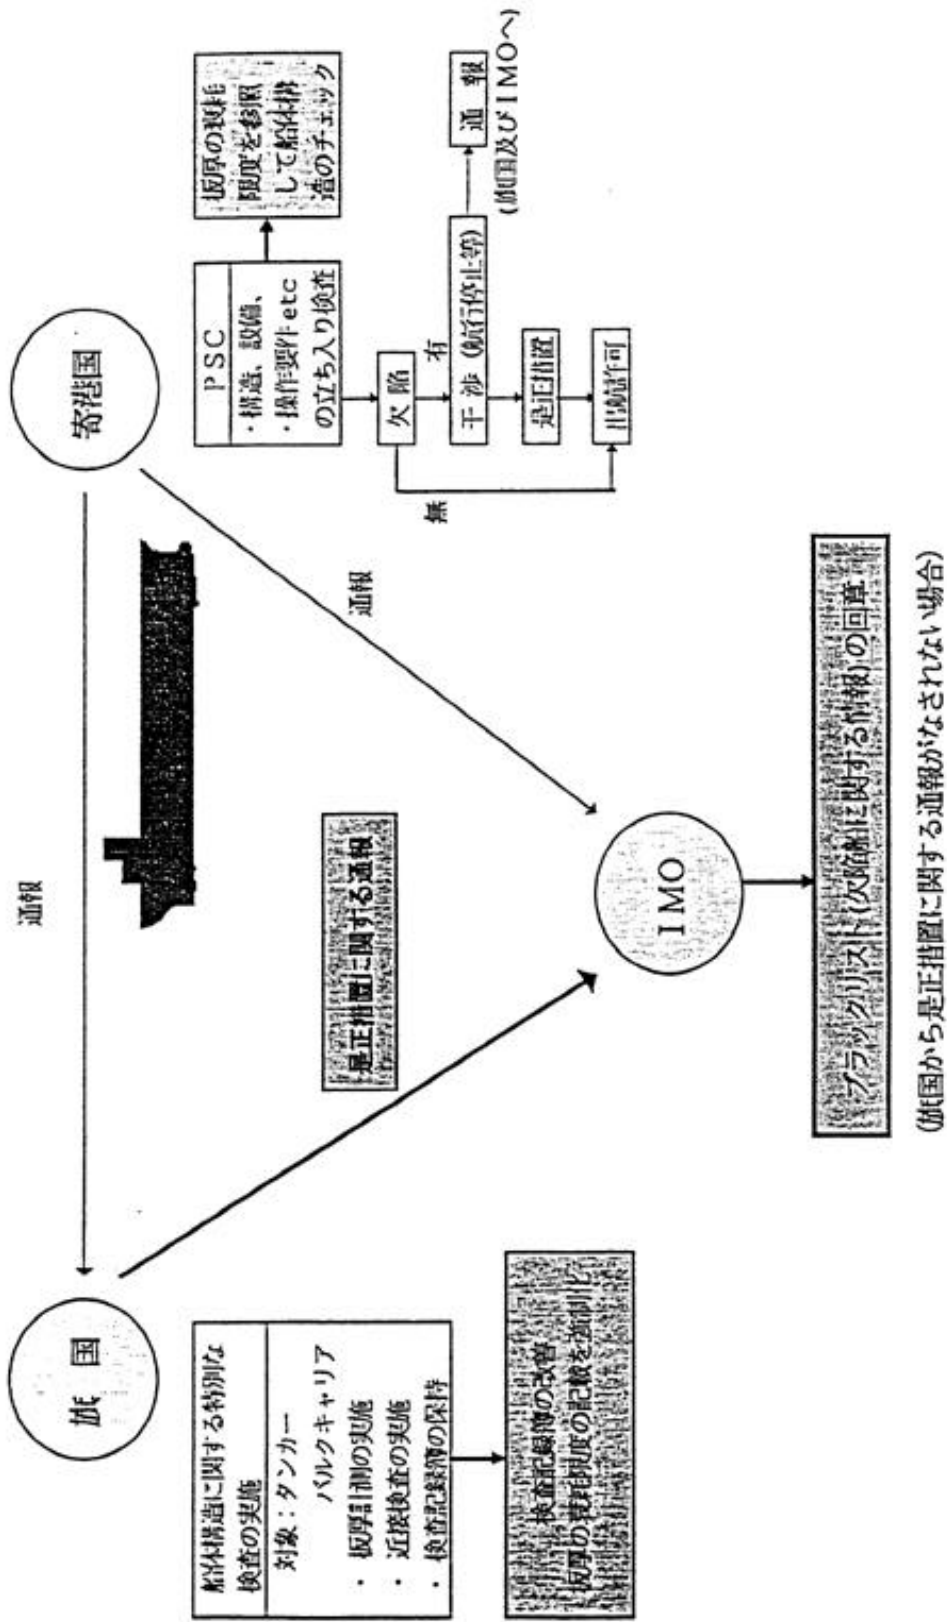 旗国
通報
寄港国
船体構造に関する特別な
検査の実施
対象：タンカー
バルクキャリア
・板厚計測の実施
・近接検査の実施
・検査記録簿の保持
検査記録簿の改善
板厚の衰耗限度の記載を強制化
是正措置に関する通報
通報
IMO
ブラックリスト(欠陥船に関する情報)の回章
(旗国から是正措置に関する通報がなされない場合)
PSC
・構造、設備、
・操作要件etc
の立ち入り検査
板厚の衰耗
限度を参照
して船体構
造のチェック
欠陥
有
無
干渉（航行停止等）
通報
(旗国及びIMOへ)
是正措置
出航許可